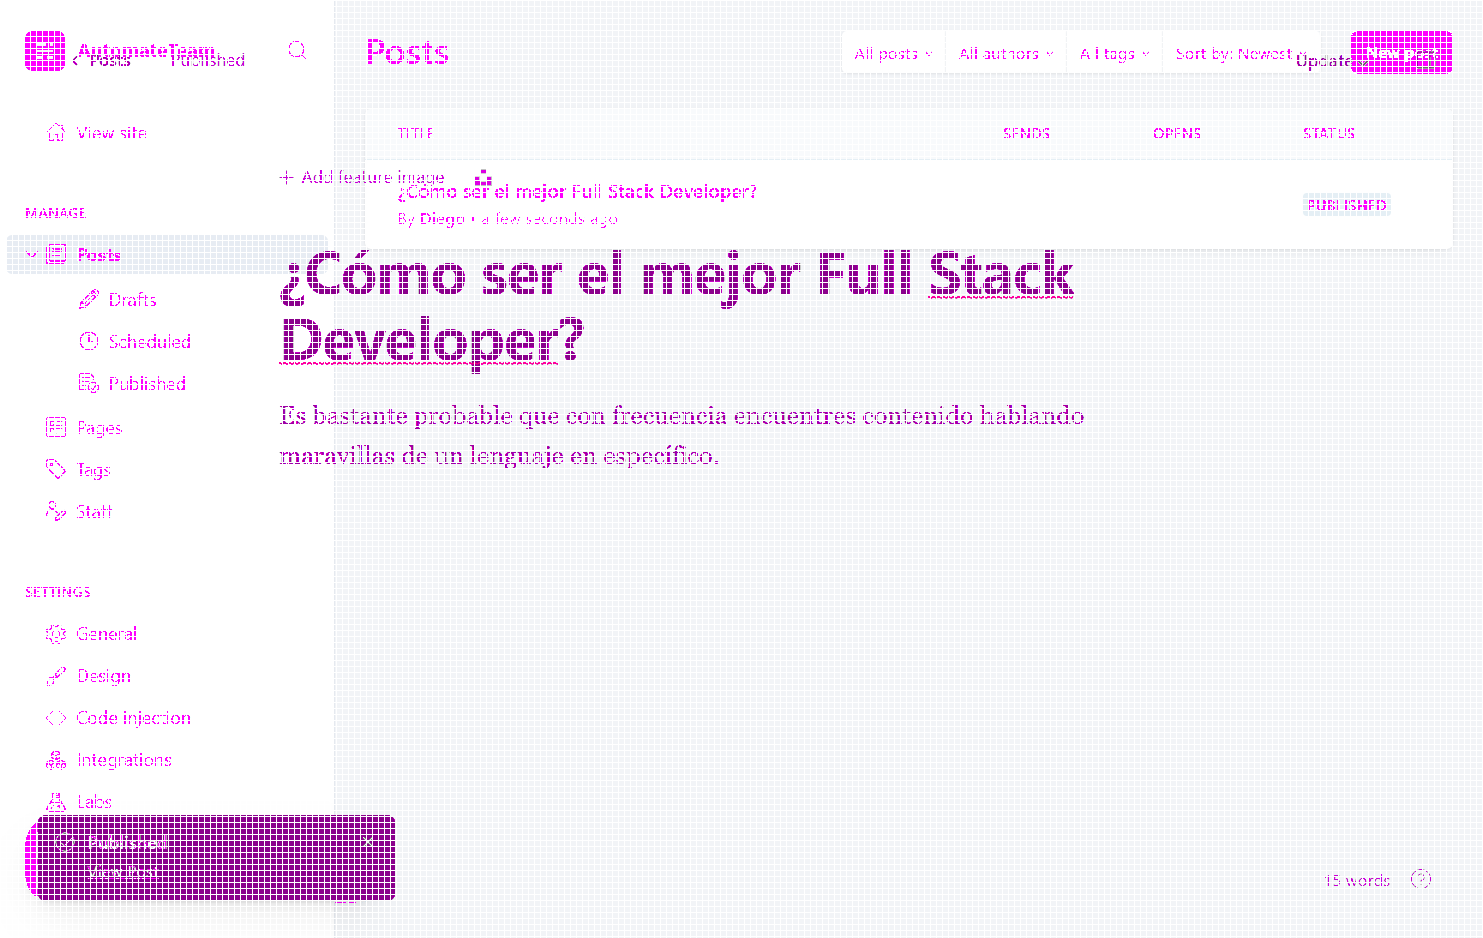 AutomateTeam
Posts Published
Posts
All posts
All authors
All tags
Sort by: Newest
Update
New post
View site
TITLE SENDS OPENS STATUS
+ Add feature image
¿Cómo ser el mejor Full Stack Developer?
By Diego • a few seconds ago
PUBLISHED
MANAGE
Posts
Drafts
Scheduled
Published
Pages
Tags
Staff
¿Cómo ser el mejor Full Stack
Developer?
Es bastante probable que con frecuencia encuentres contenido hablando
maravillas de un lenguaje en específico.
SETTINGS
General
Design
Code injection
Integrations
Labs
Published
View Post
15 words